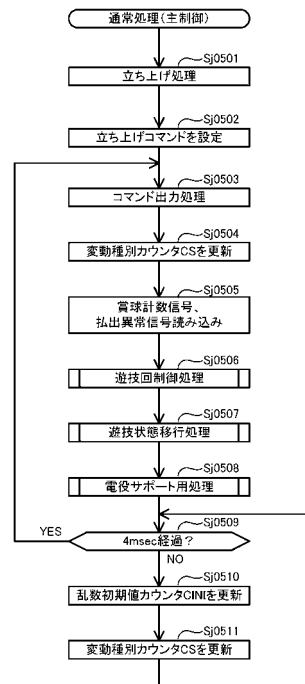 通常処理(主制御)
Sj0501
立ち上げ処理
Sj0502
立ち上げコマンドを設定
Sj0503
コマンド出力処理
Sj0504
変動種別カウンタCSを更新
Sj0505
賞球計数信号、
払出異常信号読み込み
Sj0506
遊技回制御処理
Sj0507
遊技状態移行処理
Sj0508
電役サポート用処理
Sj0509
YES
4msec経過?
NO
Sj0510
乱数初期値カウンタCINIを更新
Sj0511
変動種別カウンタCSを更新